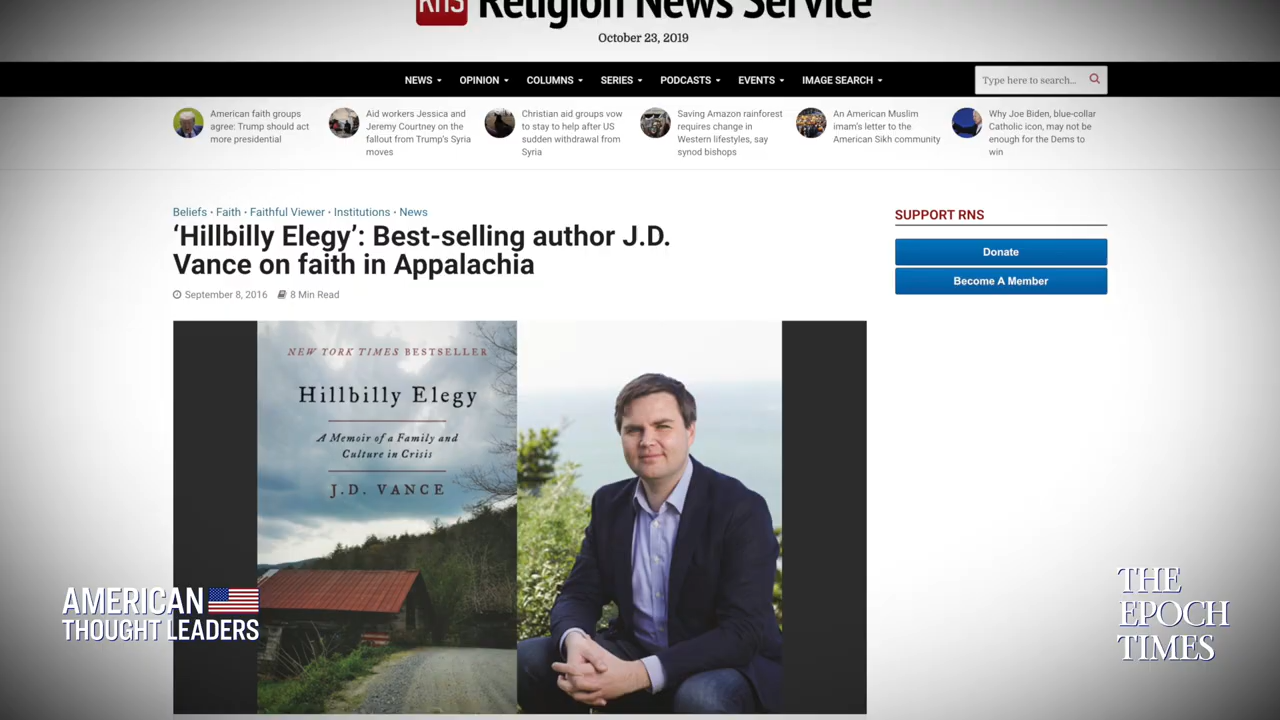 RNS Religion News Service
October 23, 2019
NEWS OPINION COLUMNS SERIES PODCASTS EVENTS IMAGE SEARCH Type here to search...
American faith groups
agree: Trump should act
more presidential
Aid workers Jessica and
Jeremy Courtney on the
fallout from Trump's Syria
moves
Christian aid groups vow
to stay to help after US
sudden withdrawal from
Syria
Saving Amazon rainforest
requires change in
Western lifestyles, say
synod bishops
An American Muslim
imam's letter to the
American Sikh community
Why Joe Biden, blue-collar
Catholic icon, may not be
enough for the Dems to
win
Beliefs · Faith · Faithful Viewer · Institutions · News
‘Hillbilly Elegy’: Best-selling author J.D.
Vance on faith in Appalachia
September 8, 2016 8 Min Read
SUPPORT RNS
Donate
Become A Member
NEW YORK TIMES BESTSELLER
Hillbilly Elegy
A Memoir of a Family and
Culture in Crisis
J.D. VANCE
AMERICAN
THOUGHT LEADERS
THE
EPOCH
TIMES